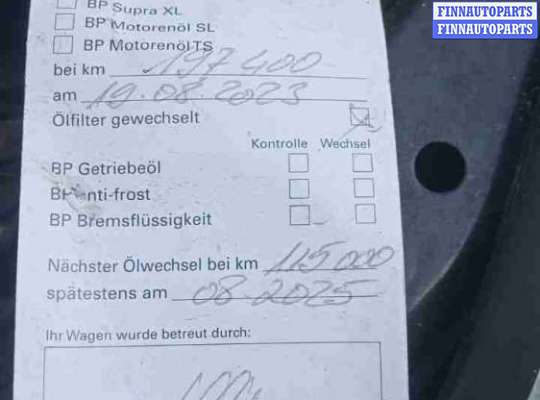 FINNAUTOPARTS
FINNAUTOPARTS
BP Supra XL
BP Motorenöl SL
BP Motorenöl TS
bei km 197 400
am 19.08.2023
Ölfilter gewechselt
Kontrolle Wechsel
BP Getriebeöl
BP Anti-frost
BP Bremsflüssigkeit
Nächster Ölwechsel bei km 115 000
spätestens am 08.2025
Ihr Wagen wurde betreut durch: